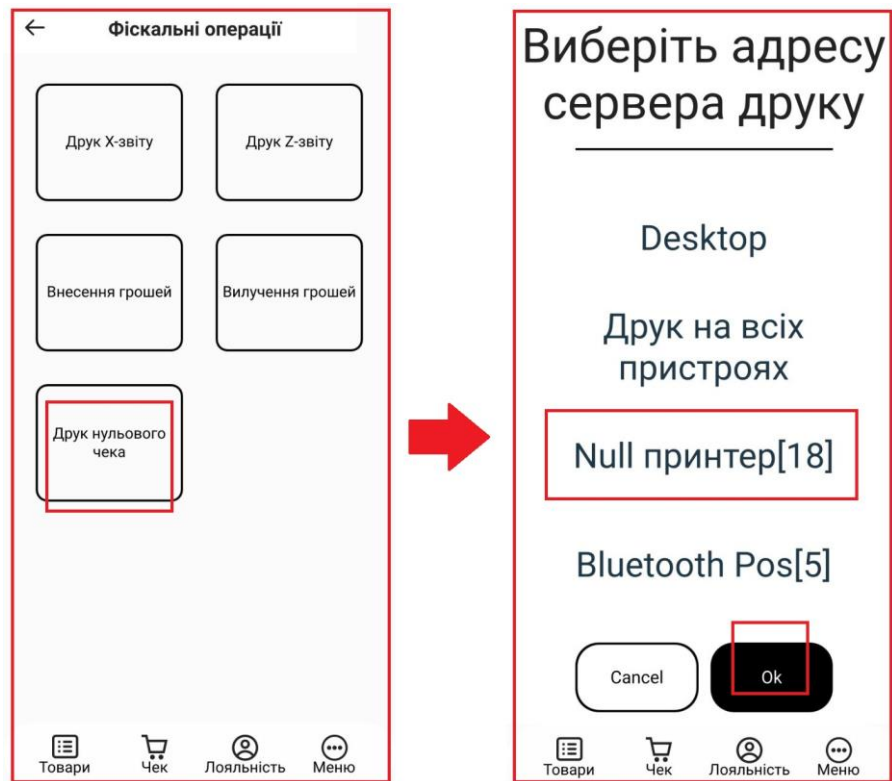 Фіскальні операції
Друк X-звіту
Друк Z-звіту
Внесення грошей
Вилучення грошей
Друк нульового
чека
Товари
Чек
Лояльність
Меню
Виберіть адресу
сервера друку
Desktop
Друк на всіх
пристроях
Null принтер[18]
Bluetooth Pos[5]
Cancel
Ok
Товари
Чек
Лояльність
Меню